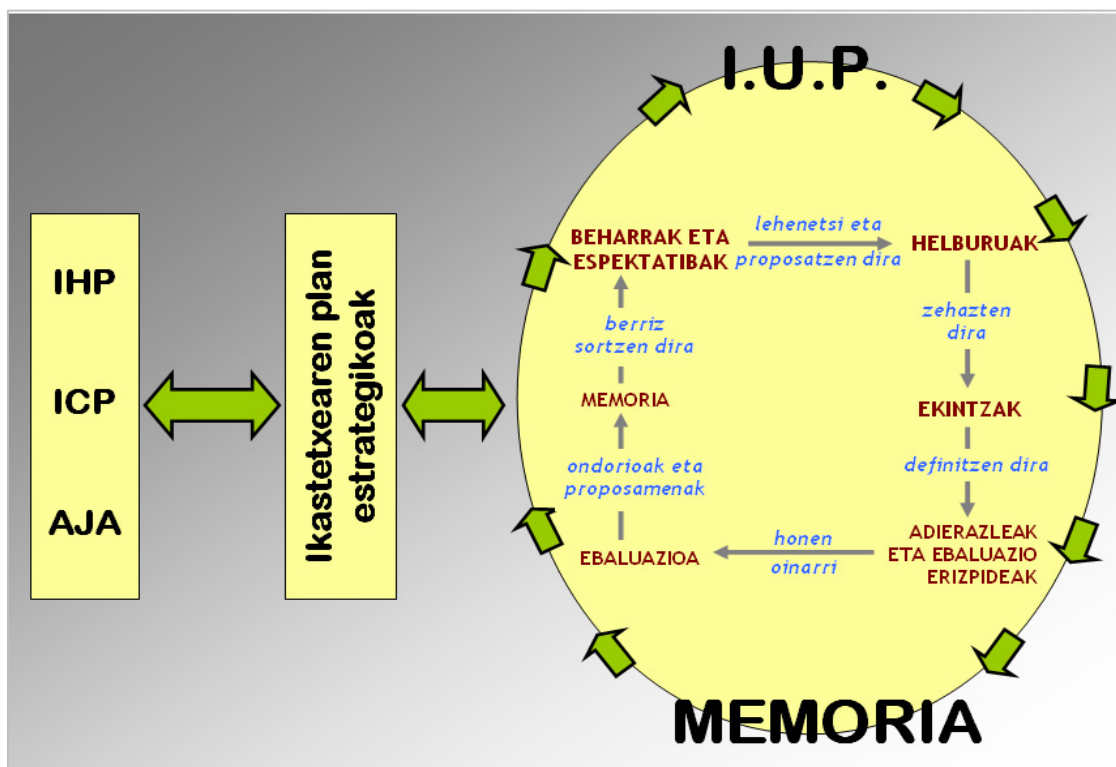 I.U.P.
IHP
ICP
AJA
Ikastetxearen plan
estrategikoak
BEHARRAK ETA
ESPEKTATIBAK
lehenetsi eta
proposatzen dira
HELBURUAK
zehazten
dira
EKINTZAK
definitzen dira
ADIERAZLEAK
ETA EBALUAZIO
ERIZPIDEAK
honen
oinarri
EBALUAZIOA
ondorioak eta
proposamenak
MEMORIA
berriz
sortzen dira
MEMORIA